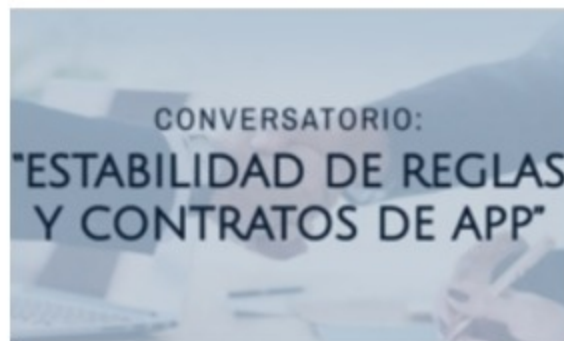 CONVERSATORIO:
"ESTABILIDAD DE REGLAS
Y CONTRATOS DE APP"